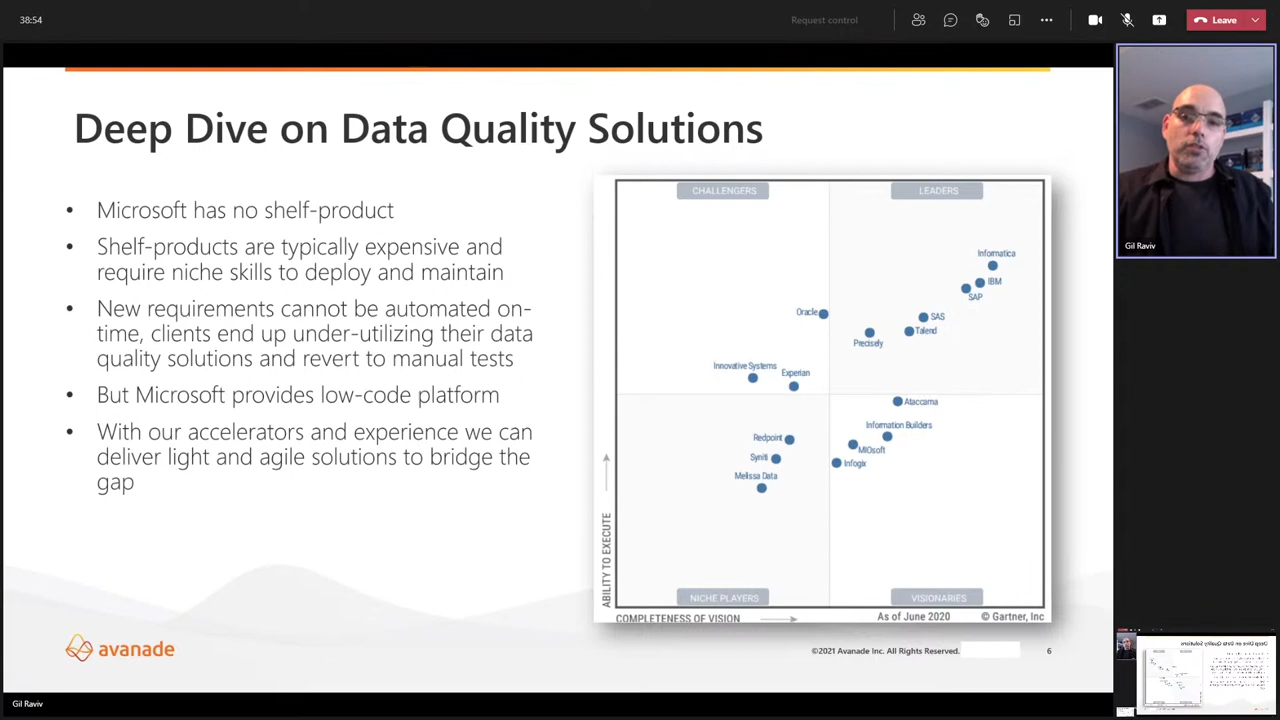 38:54
Request control
Leave
Deep Dive on Data Quality Solutions
• Microsoft has no shelf-product
• Shelf-products are typically expensive and
require niche skills to deploy and maintain
• New requirements cannot be automated on-
time, clients end up under-utilizing their data
quality solutions and revert to manual tests
• But Microsoft provides low-code platform
• With our accelerators and experience we can
deliver light and agile solutions to bridge the
gap
CHALLENGERS
LEADERS
Informatica
IBM
SAP
Oracle
SAS
Talend
Precisely
Innovative Systems
Experian
Ataccama
Information Builders
Redpoint
MIOsoft
Syniti
Infogix
Melissa Data
ABILITY TO EXECUTE
NICHE PLAYERS
VISIONARIES
COMPLETENESS OF VISION
As of June 2020
© Gartner, Inc
avanade
©2021 Avanade Inc. All Rights Reserved.
6
Gil Raviv
Gil Raviv